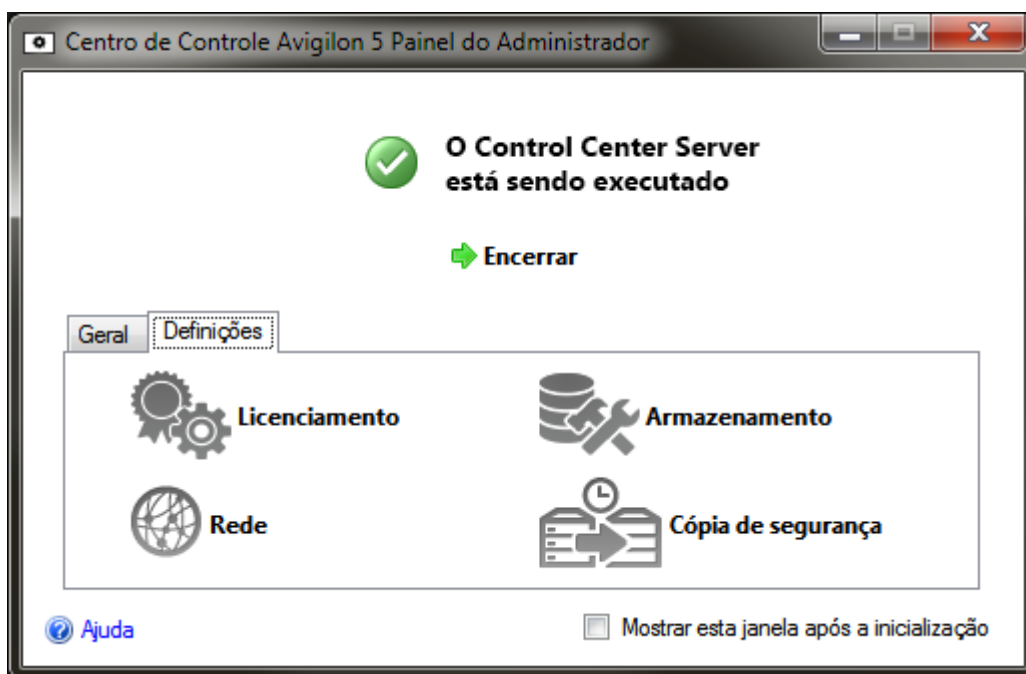 Centro de Controle Avigilon 5 Painel do Administrador
O Control Center Server
está sendo executado
Encerrar
Geral
Definições
Licenciamento
Armazenamento
Rede
Cópia de segurança
Ajuda
Mostrar esta janela após a inicialização